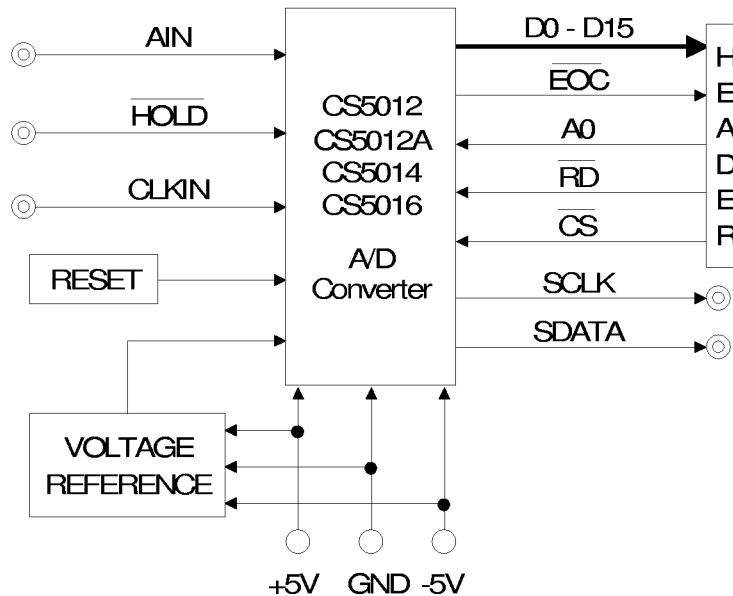 AIN
HOLD
CLKIN
RESET
VOLTAGE
REFERENCE
CS5012
CS5012A
CS5014
CS5016
A/D
Converter
D0 - D15
EOC
A0
RD
CS
SCLK
SDATA
HEADER
+5V GND -5V